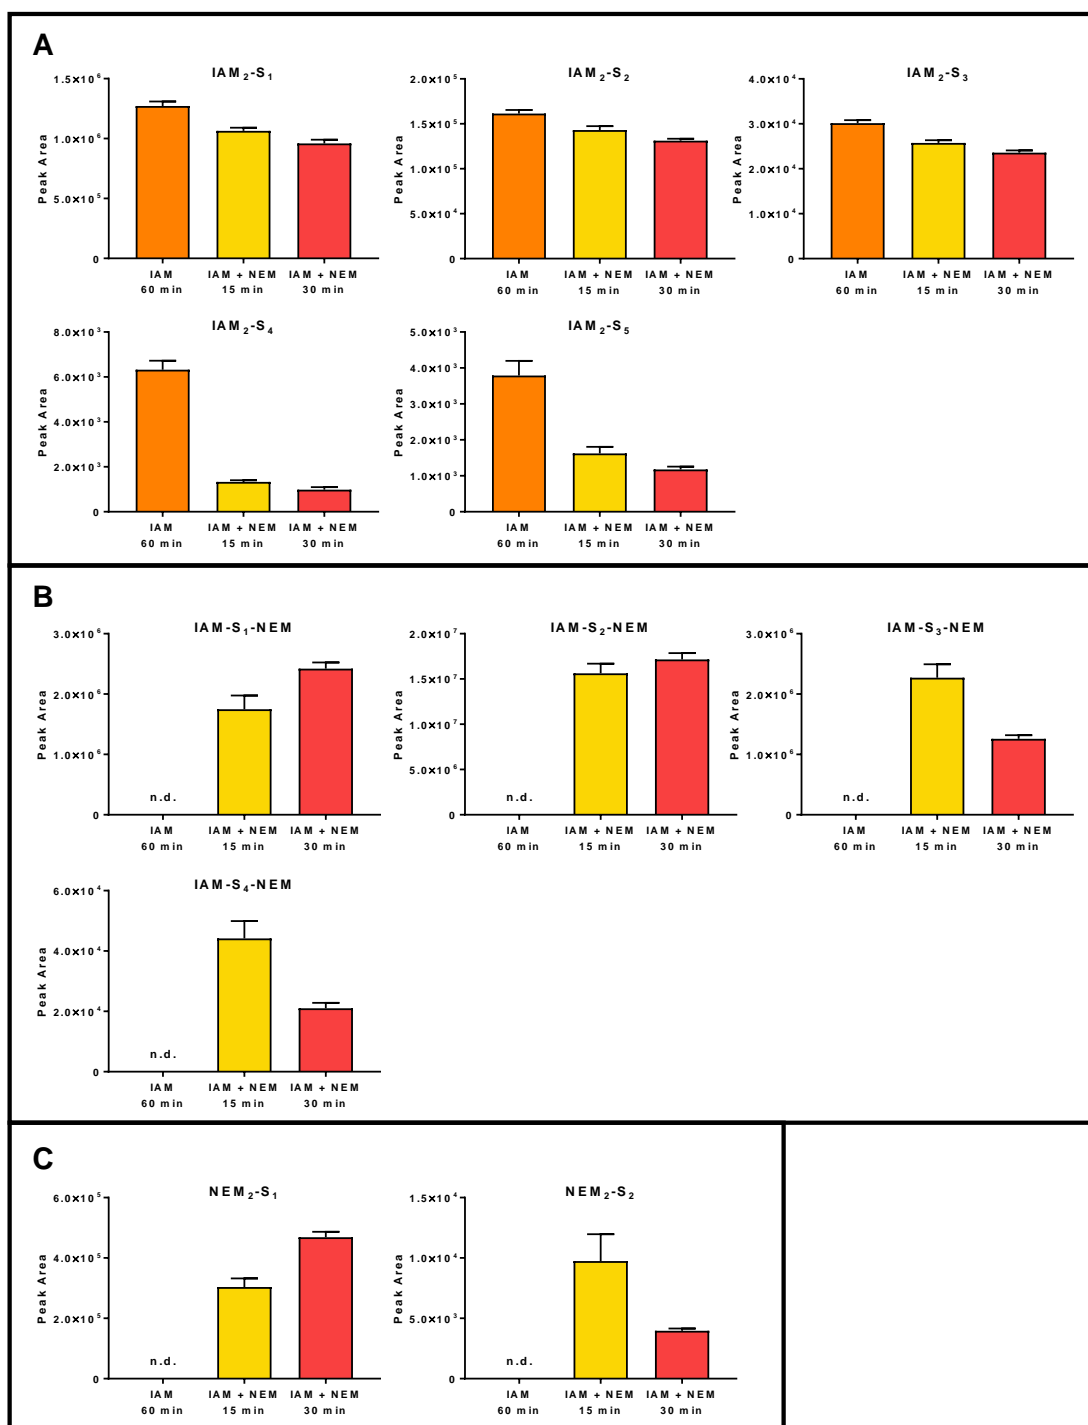 A
IAM₂-S₁
Peak Area
1.5×10⁶
1.0×10⁶
5.0×10⁵
0
IAM IAM + NEM IAM + NEM
60 min 15 min 30 min
IAM₂-S₂
Peak Area
2.0×10⁵
1.5×10⁵
1.0×10⁵
5.0×10⁴
0
IAM IAM + NEM IAM + NEM
60 min 15 min 30 min
IAM₂-S₃
Peak Area
4.0×10⁴
3.0×10⁴
2.0×10⁴
1.0×10⁴
0
IAM IAM + NEM IAM + NEM
60 min 15 min 30 min
IAM₂-S₄
Peak Area
8.0×10³
6.0×10³
4.0×10³
2.0×10³
0
IAM IAM + NEM IAM + NEM
60 min 15 min 30 min
IAM₂-S₅
Peak Area
5.0×10³
4.0×10³
3.0×10³
2.0×10³
1.0×10³
0
IAM IAM + NEM IAM + NEM
60 min 15 min 30 min
B
IAM-S₁-NEM
Peak Area
3.0×10⁶
2.0×10⁶
1.0×10⁶
0
n.d.
IAM IAM + NEM IAM + NEM
60 min 15 min 30 min
IAM-S₂-NEM
Peak Area
2.0×10⁷
1.5×10⁷
1.0×10⁷
5.0×10⁶
0
n.d.
IAM IAM + NEM IAM + NEM
60 min 15 min 30 min
IAM-S₃-NEM
Peak Area
3.0×10⁶
2.0×10⁶
1.0×10⁶
0
n.d.
IAM IAM + NEM IAM + NEM
60 min 15 min 30 min
IAM-S₄-NEM
Peak Area
6.0×10⁴
4.0×10⁴
2.0×10⁴
0
n.d.
IAM IAM + NEM IAM + NEM
60 min 15 min 30 min
C
NEM₂-S₁
Peak Area
6.0×10⁵
4.0×10⁵
2.0×10⁵
0
n.d.
IAM IAM + NEM IAM + NEM
60 min 15 min 30 min
NEM₂-S₂
Peak Area
1.5×10⁴
1.0×10⁴
5.0×10³
0
n.d.
IAM IAM + NEM IAM + NEM
60 min 15 min 30 min